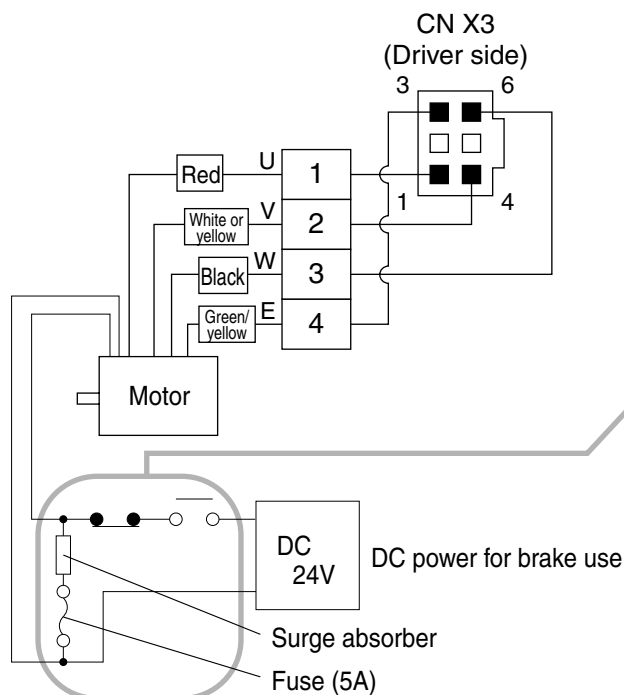 CN X3
(Driver side)
3
6
Red
U
1
1
4
White or
yellow
V
2
Black
W
3
Green/
yellow
E
4
Motor
DC
24V
DC power for brake use
Surge absorber
Fuse (5A)